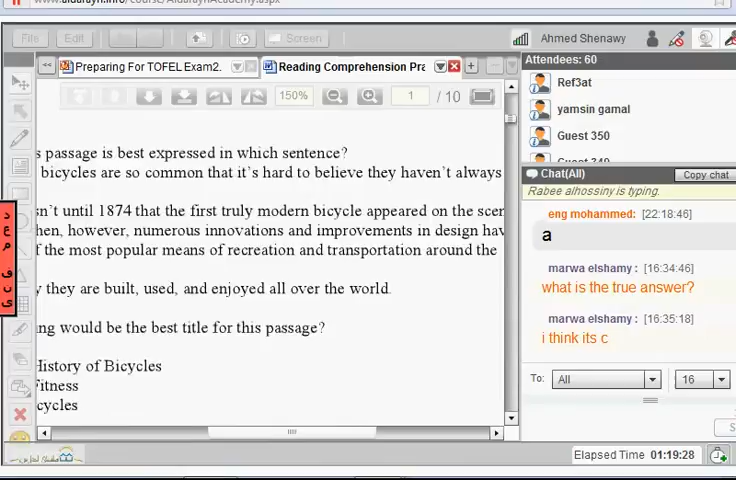 File Edit Screen
Ahmed Shenawy
Preparing For TOFEL Exam2.
Reading Comprehension Pra
Attendees: 60
150%
1 / 10
Ref3at
yamsin gamal
Guest 350
s passage is best expressed in which sentence?
bicycles are so common that it's hard to believe they haven't always
sn't until 1874 that the first truly modern bicycle appeared on the scen
hen, however, numerous innovations and improvements in design hav
f the most popular means of recreation and transportation around the
y they are built, used, and enjoyed all over the world.
ng would be the best title for this passage?
History of Bicycles
Fitness
cycles
Chat(All)
Copy chat
Rabee alhossiny is typing.
eng mohammed: [22:18:46]
a
marwa elshamy : [16:34:46]
what is the true answer?
marwa elshamy : [16:35:18]
i think its c
To: All 16
Elapsed Time 01:19:28